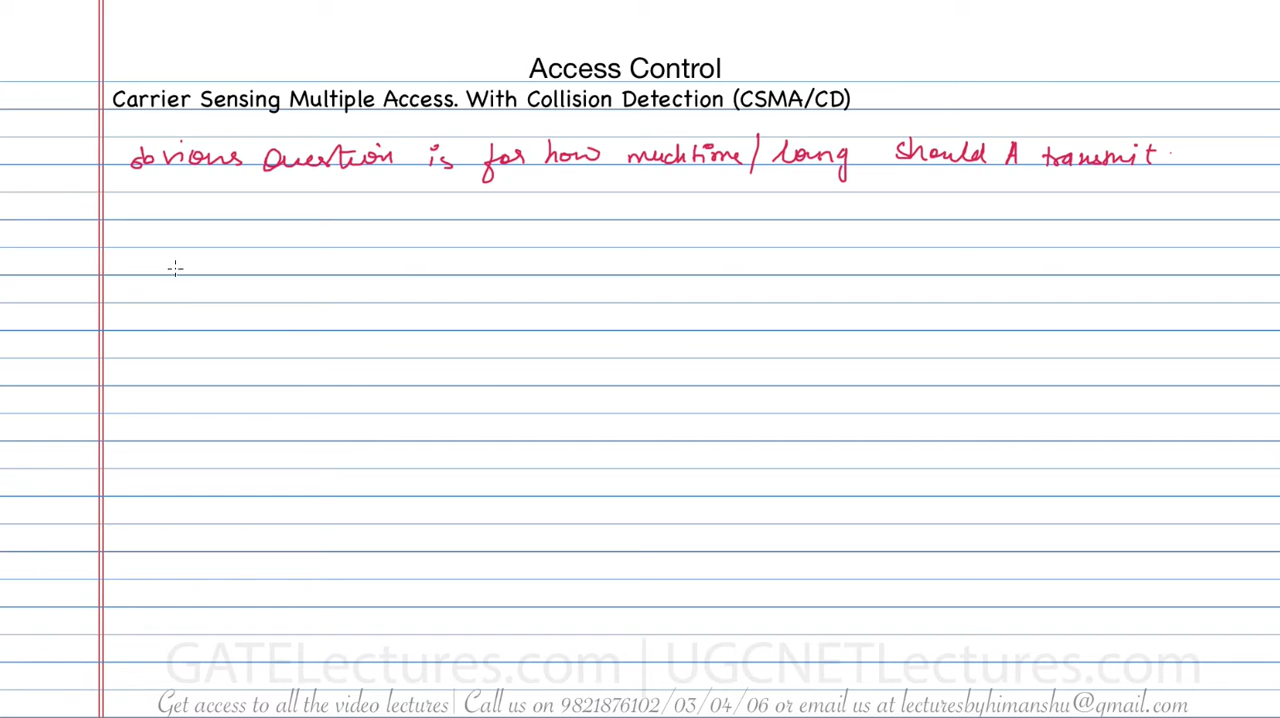 Access Control
Carrier Sensing Multiple Access. With Collision Detection (CSMA/CD)
obvious Question is for how much time / long should A transmit
GATELectures.com | UGCNETLectures.com
Get access to all the video lectures | Call us on 9821876102/03/04/06 or email us at lecturesbyhimanshu@gmail.com